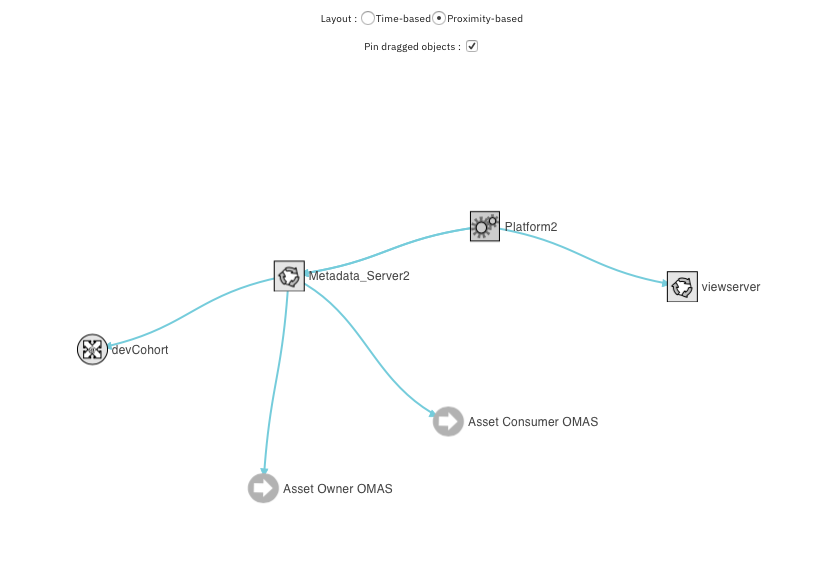 Layout : Time-based Proximity-based
Pin dragged objects :
Platform2
Metadata_Server2
viewserver
devCohort
Asset Consumer OMAS
Asset Owner OMAS